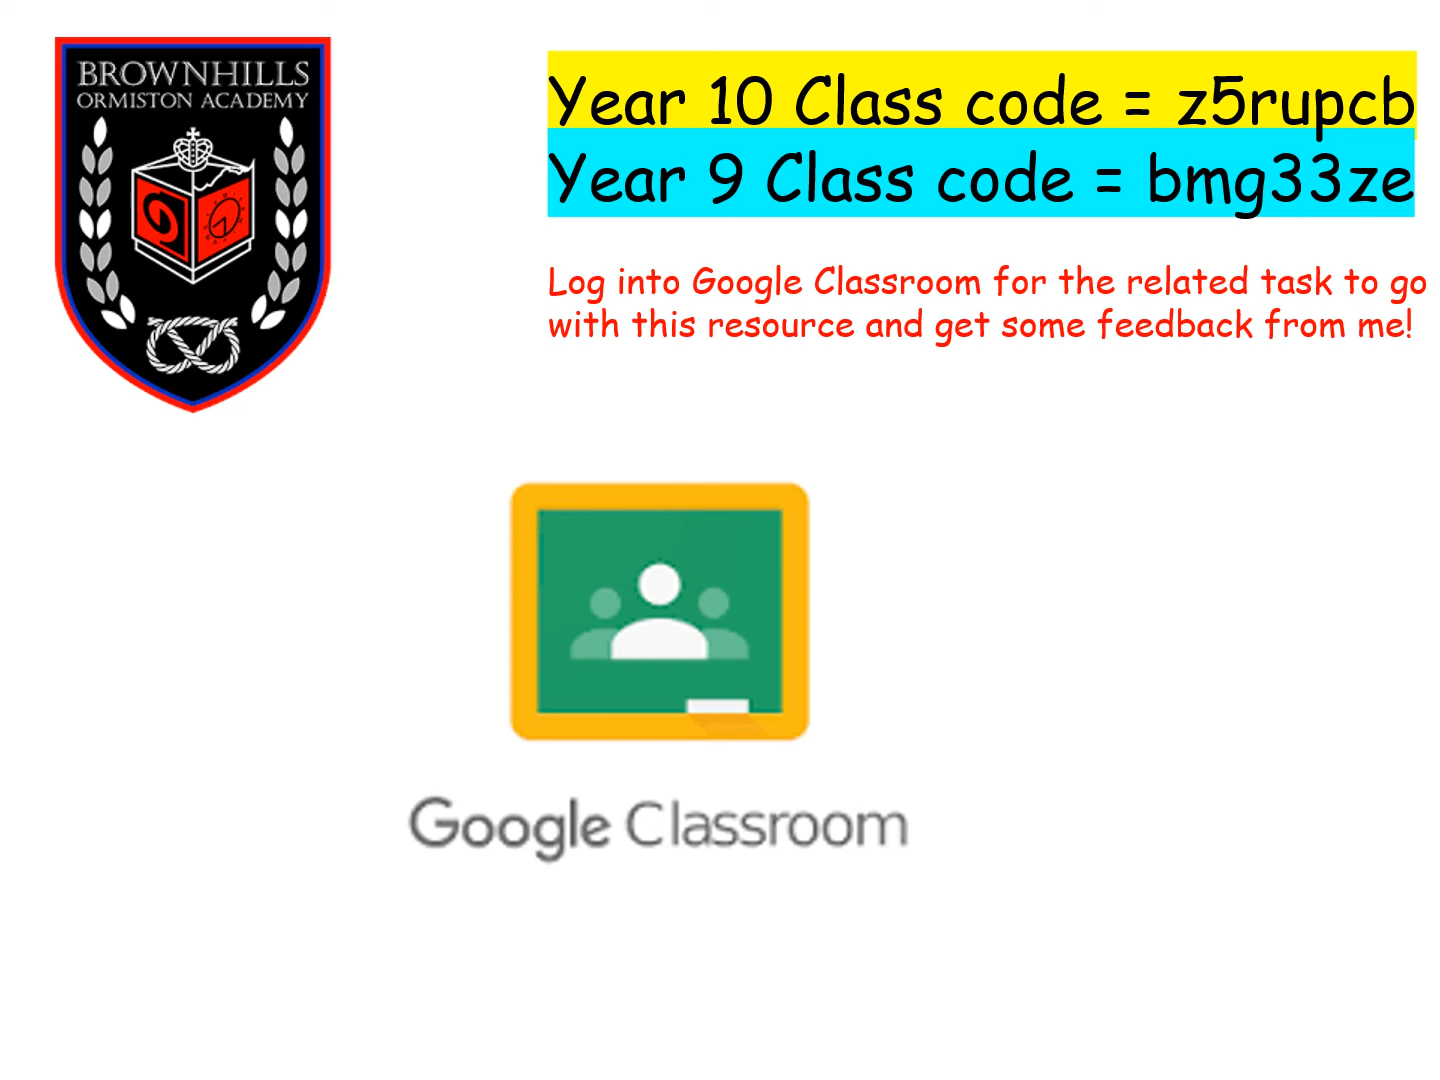 BROWNHILLS
ORMISTON ACADEMY
Year 10 Class code = z5rupcb
Year 9 Class code = bmg33ze
Log into Google Classroom for the related task to go
with this resource and get some feedback from me!
Google Classroom